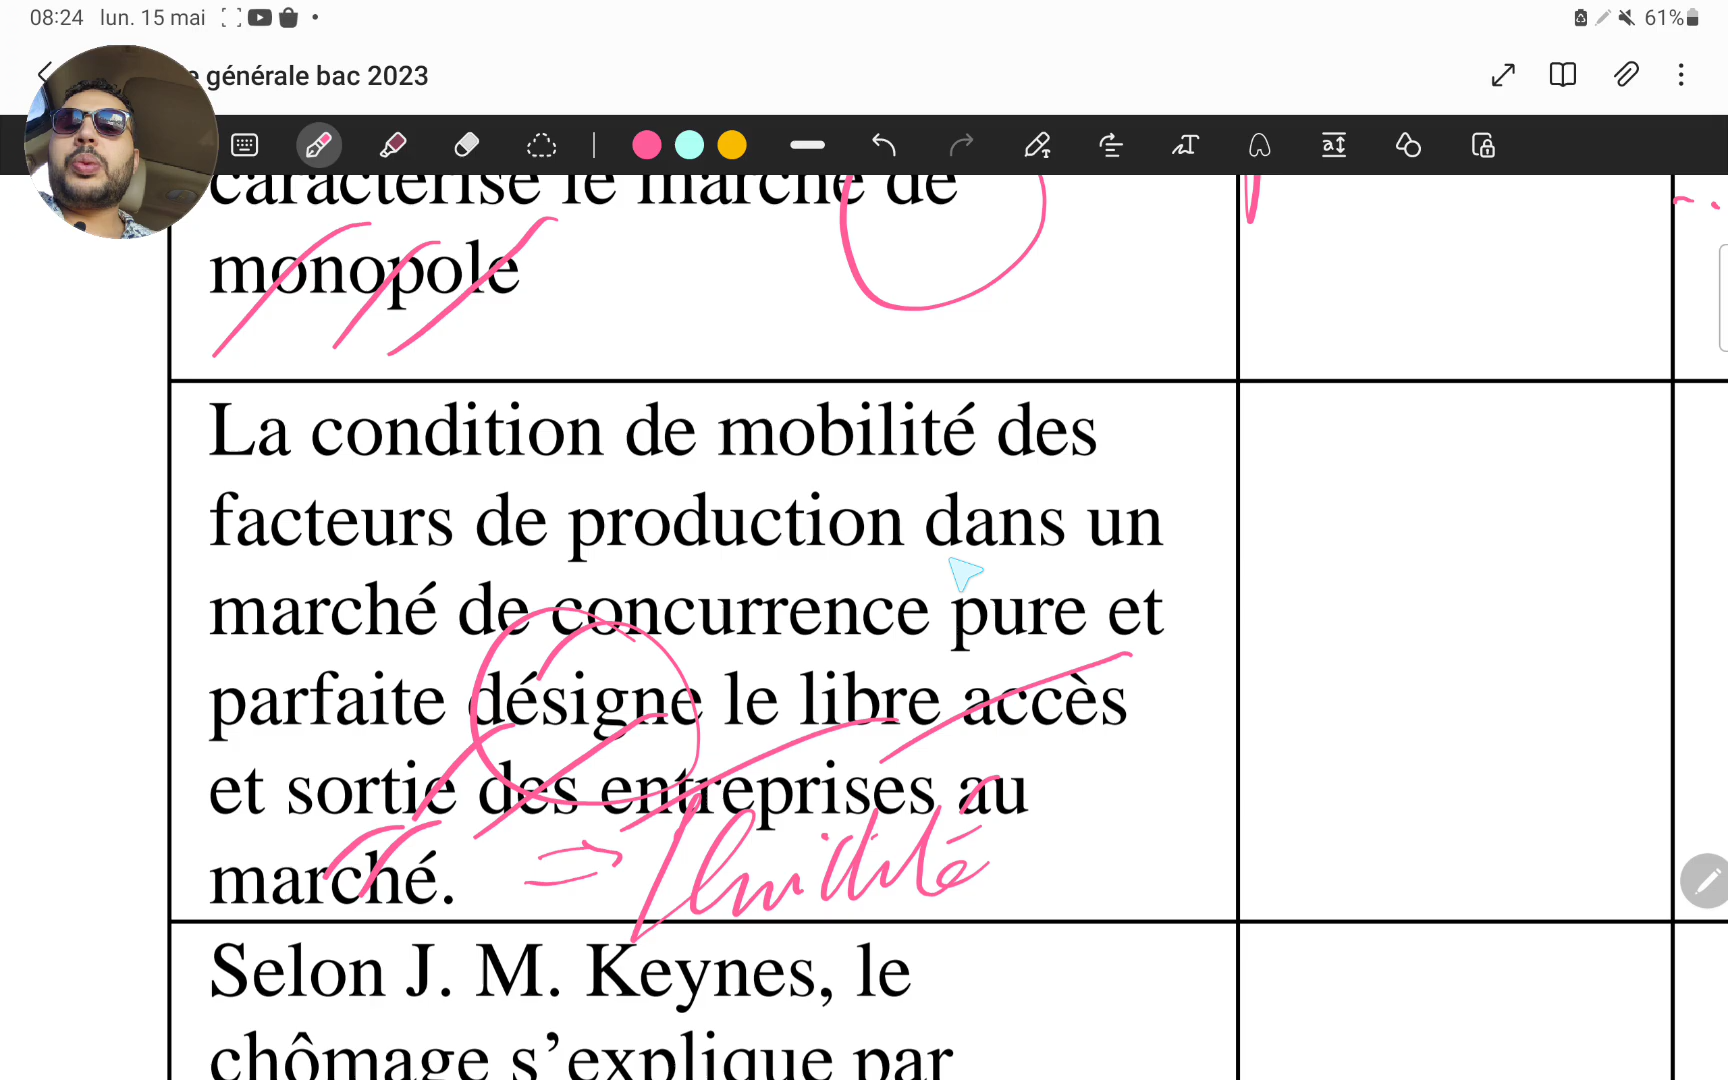 08:24 lun. 15 mai
61%
générale bac 2023
caractérise le marché de
monopole
La condition de mobilité des
facteurs de production dans un
marché de concurrence pure et
parfaite désigne le libre accès
et sortie des entreprises au
marché.
⇒ Fluidité
Selon J. M. Keynes, le
chômage s'explique par